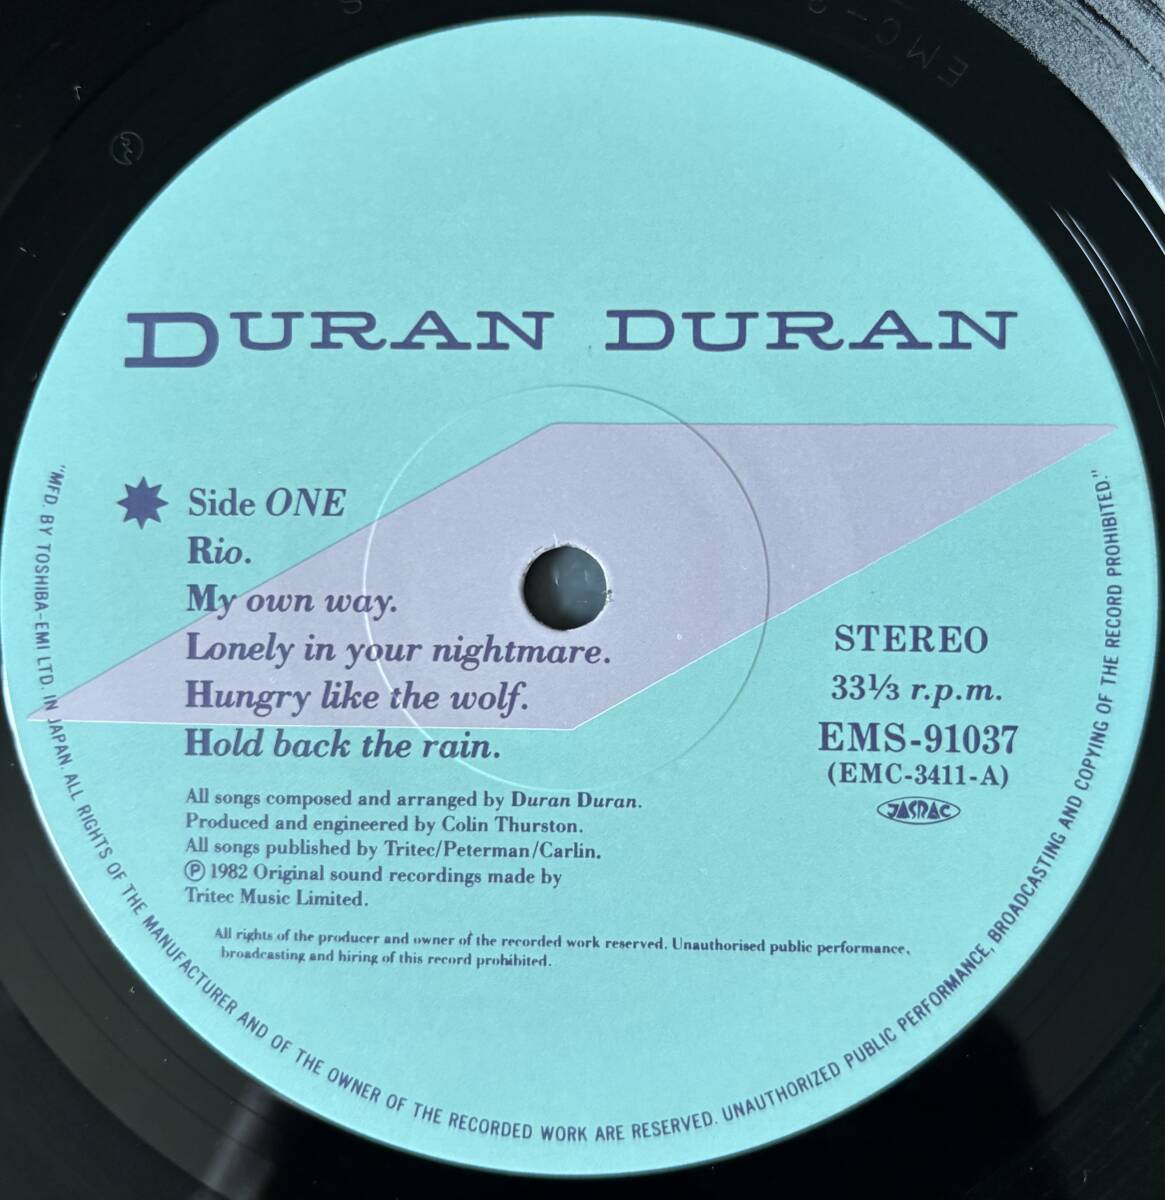 DURAN DURAN
Side ONE
Rio.
My own way.
Lonely in your nightmare.
Hungry like the wolf.
Hold back the rain.
STEREO
33⅓ r.p.m.
EMS-91037
(EMC-3411-A)
JASRAC
All songs composed and arranged by Duran Duran.
Produced and engineered by Colin Thurston.
All songs published by Tritec/Peterman/Carlin.
Ⓟ 1982 Original sound recordings made by
Tritec Music Limited.
All rights of the producer and owner of the recorded work reserved. Unauthorised public performance,
broadcasting and hiring of this record prohibited.
"MFD. BY TOSHIBA-EMI LTD. IN JAPAN. ALL RIGHTS OF THE MANUFACTURER AND OF THE OWNER OF THE RECORDED WORK ARE RESERVED. UNAUTHORIZED PUBLIC PERFORMANCE, BROADCASTING AND COPYING OF THE RECORD PROHIBITED."
EMC-3